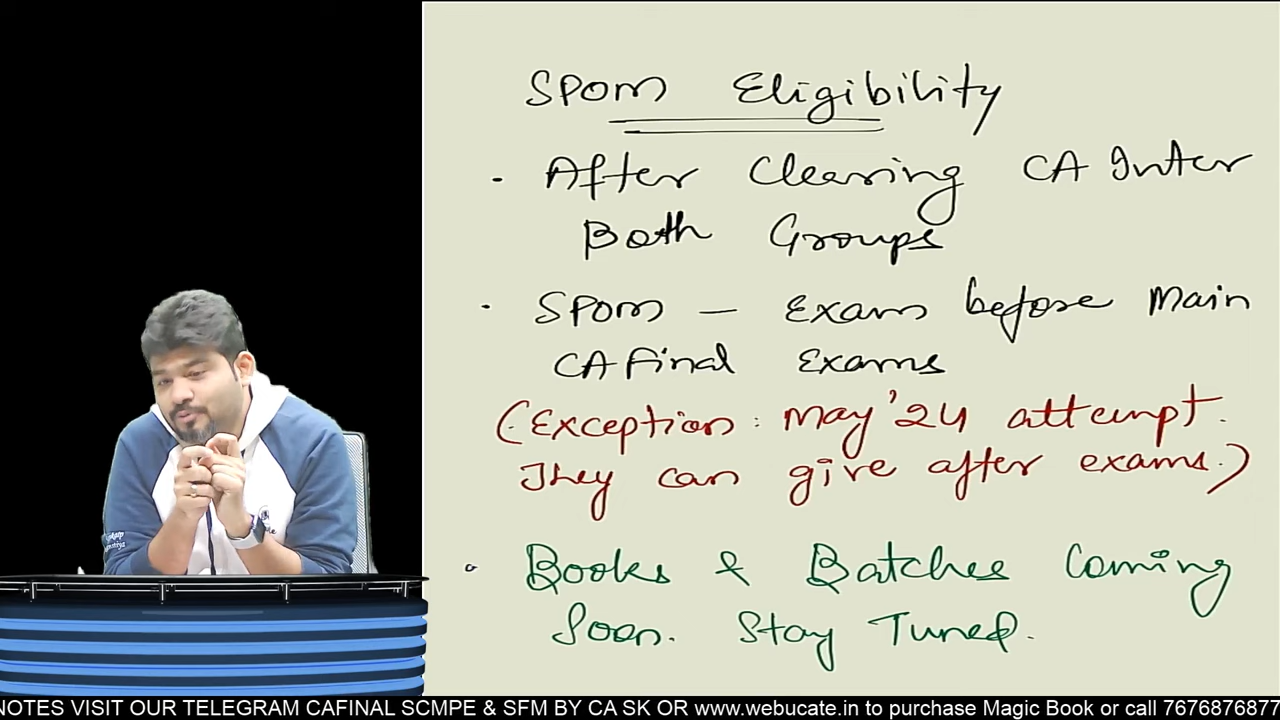 SPOM Eligibility
· After Clearing CA Inter
Both Groups
· SPOM – Exam before Main
CA Final Exams
(Exception: May'24 attempt.
They can give after exams.)
· Books & Batches Coming
Soon. Stay Tuned.
NOTES VISIT OUR TELEGRAM CAFINAL SCMPE & SFM BY CA SK OR www.webucate.in to purchase Magic Book or call 7676876877